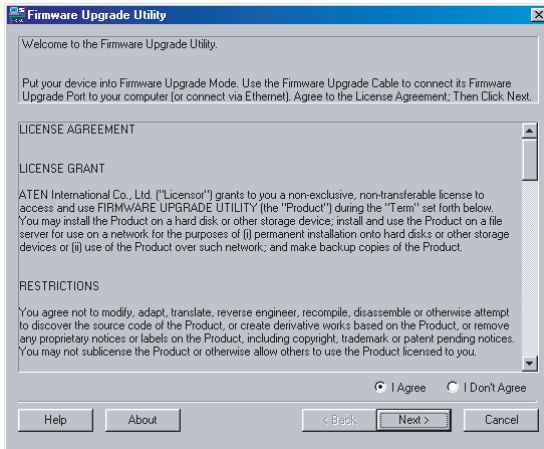 Firmware Upgrade Utility
Welcome to the Firmware Upgrade Utility.
Put your device into Firmware Upgrade Mode. Use the Firmware Upgrade Cable to connect its Firmware
Upgrade Port to your computer (or connect via Ethernet). Agree to the License Agreement; Then Click Next.
LICENSE AGREEMENT
LICENSE GRANT
ATEN International Co., Ltd. ("Licensor") grants to you a non-exclusive, non-transferable license to
access and use FIRMWARE UPGRADE UTILITY (the "Product") during the "Term" set forth below.
You may install the Product on a hard disk or other storage device; install and use the Product on a file
server for use on a network for the purposes of (i) permanent installation onto hard disks or other storage
devices or (ii) use of the Product over such network; and make backup copies of the Product.
RESTRICTIONS
You agree not to modify, adapt, translate, reverse engineer, recompile, disassemble or otherwise attempt
to discover the source code of the Product, or create derivative works based on the Product, or remove
any proprietary notices or labels on the Product, including copyright, trademark or patent pending notices.
You may not sublicense the Product or otherwise allow others to use the Product licensed to you.
I Agree I Don't Agree
Help About < Back Next > Cancel